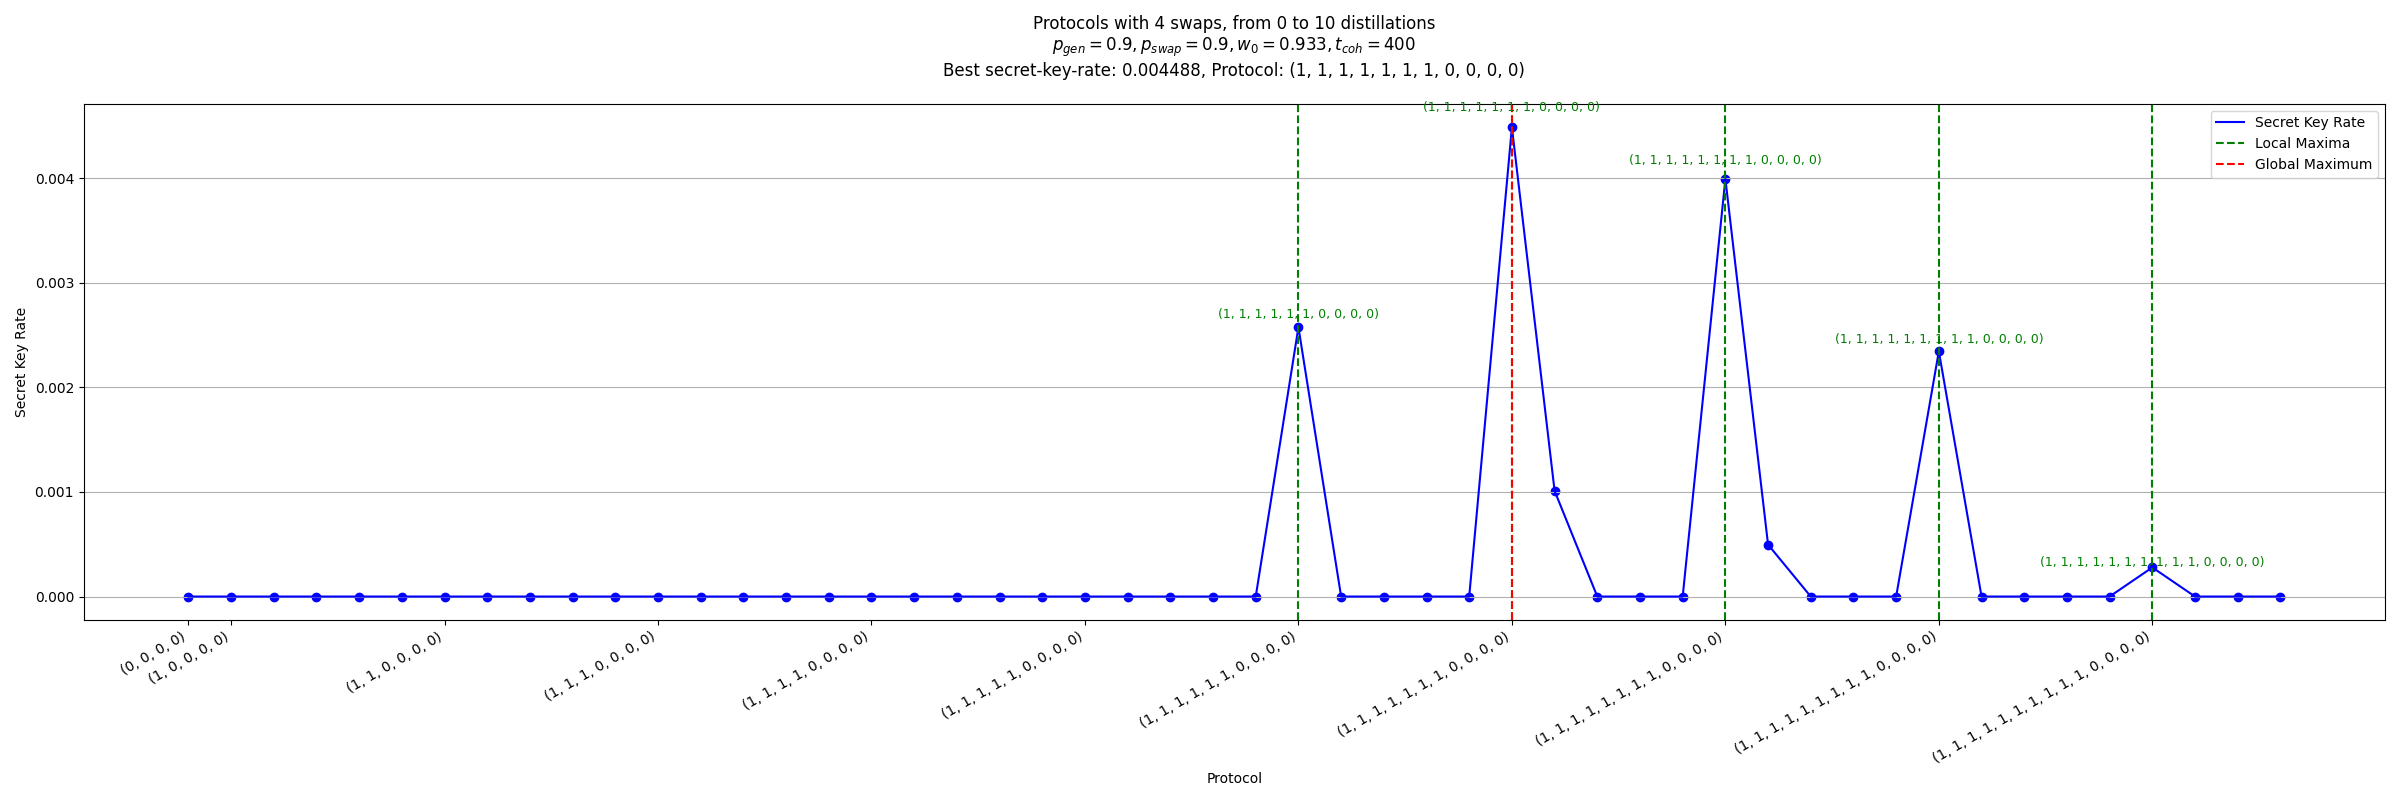 Protocols with 4 swaps, from 0 to 10 distillations
p_gen = 0.9, p_swap = 0.9, w_0 = 0.933, t_coh = 400
Best secret-key-rate: 0.004488, Protocol: (1, 1, 1, 1, 1, 1, 1, 0, 0, 0, 0)
Secret Key Rate
Local Maxima
Global Maximum
(1, 1, 1, 1, 1, 1, 1, 0, 0, 0, 0)
(1, 1, 1, 1, 1, 1, 1, 1, 0, 0, 0, 0)
(1, 1, 1, 1, 1, 1, 0, 0, 0, 0)
(1, 1, 1, 1, 1, 1, 1, 1, 1, 0, 0, 0, 0)
(1, 1, 1, 1, 1, 1, 1, 1, 1, 1, 0, 0, 0, 0)
Secret Key Rate
0.004
0.003
0.002
0.001
0.000
(0, 0, 0, 0)
(1, 0, 0, 0, 0)
(1, 1, 0, 0, 0, 0)
(1, 1, 1, 0, 0, 0, 0)
(1, 1, 1, 1, 0, 0, 0, 0)
(1, 1, 1, 1, 1, 0, 0, 0, 0)
(1, 1, 1, 1, 1, 1, 0, 0, 0, 0)
(1, 1, 1, 1, 1, 1, 1, 0, 0, 0, 0)
(1, 1, 1, 1, 1, 1, 1, 1, 0, 0, 0, 0)
(1, 1, 1, 1, 1, 1, 1, 1, 1, 0, 0, 0, 0)
(1, 1, 1, 1, 1, 1, 1, 1, 1, 1, 0, 0, 0, 0)
Protocol